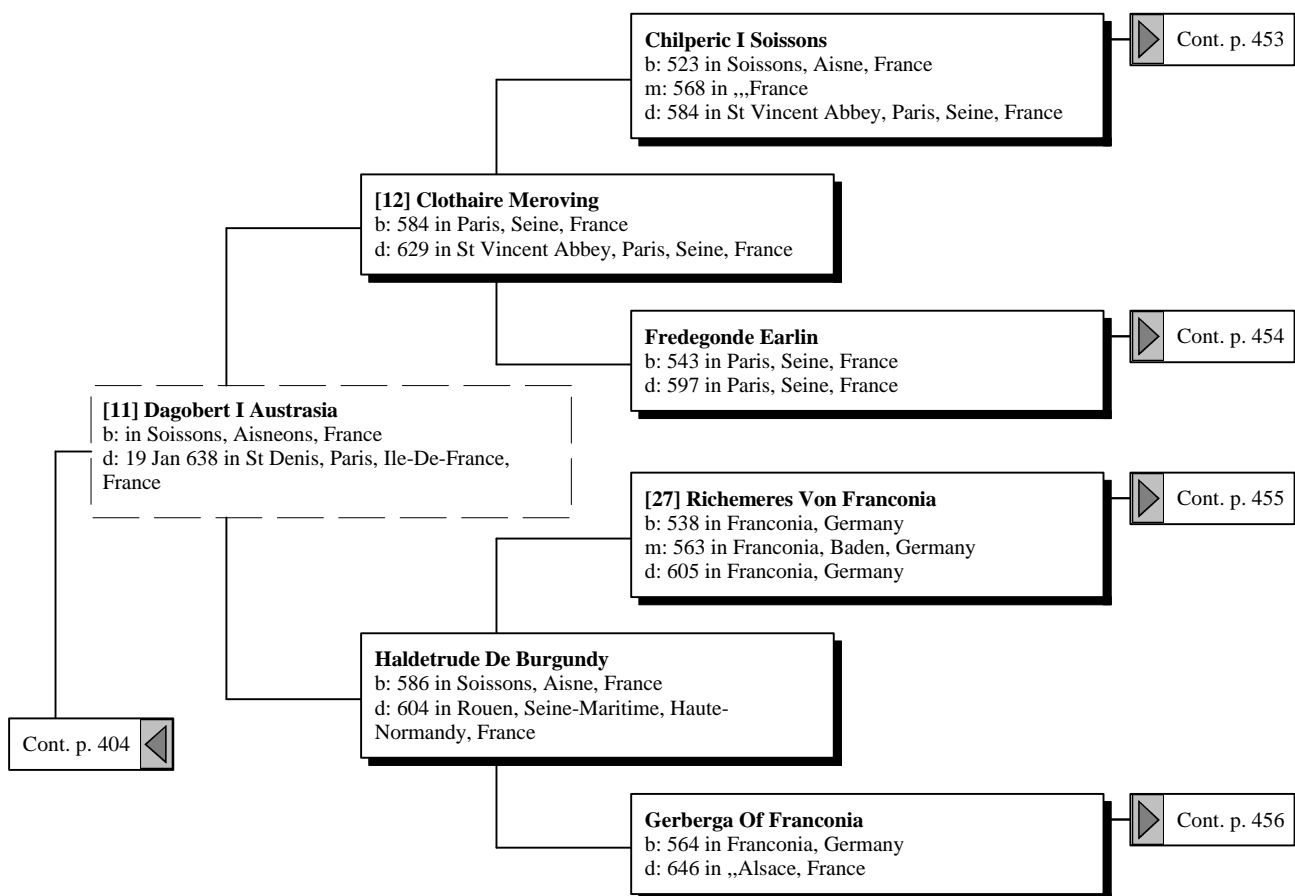 Chilperic I Soissons
b: 523 in Soissons, Aisne, France
m: 568 in ,,,France
d: 584 in St Vincent Abbey, Paris, Seine, France
Cont. p. 453
[12] Clothaire Meroving
b: 584 in Paris, Seine, France
d: 629 in St Vincent Abbey, Paris, Seine, France
Fredegonde Earlin
b: 543 in Paris, Seine, France
d: 597 in Paris, Seine, France
Cont. p. 454
[11] Dagobert I Austrasia
b: in Soissons, Aisneons, France
d: 19 Jan 638 in St Denis, Paris, Ile-De-France,
France
[27] Richemeres Von Franconia
b: 538 in Franconia, Germany
m: 563 in Franconia, Baden, Germany
d: 605 in Franconia, Germany
Cont. p. 455
Haldetrude De Burgundy
b: 586 in Soissons, Aisne, France
d: 604 in Rouen, Seine-Maritime, Haute-
Normandy, France
Cont. p. 404
Gerberga Of Franconia
b: 564 in Franconia, Germany
d: 646 in ,,Alsace, France
Cont. p. 456